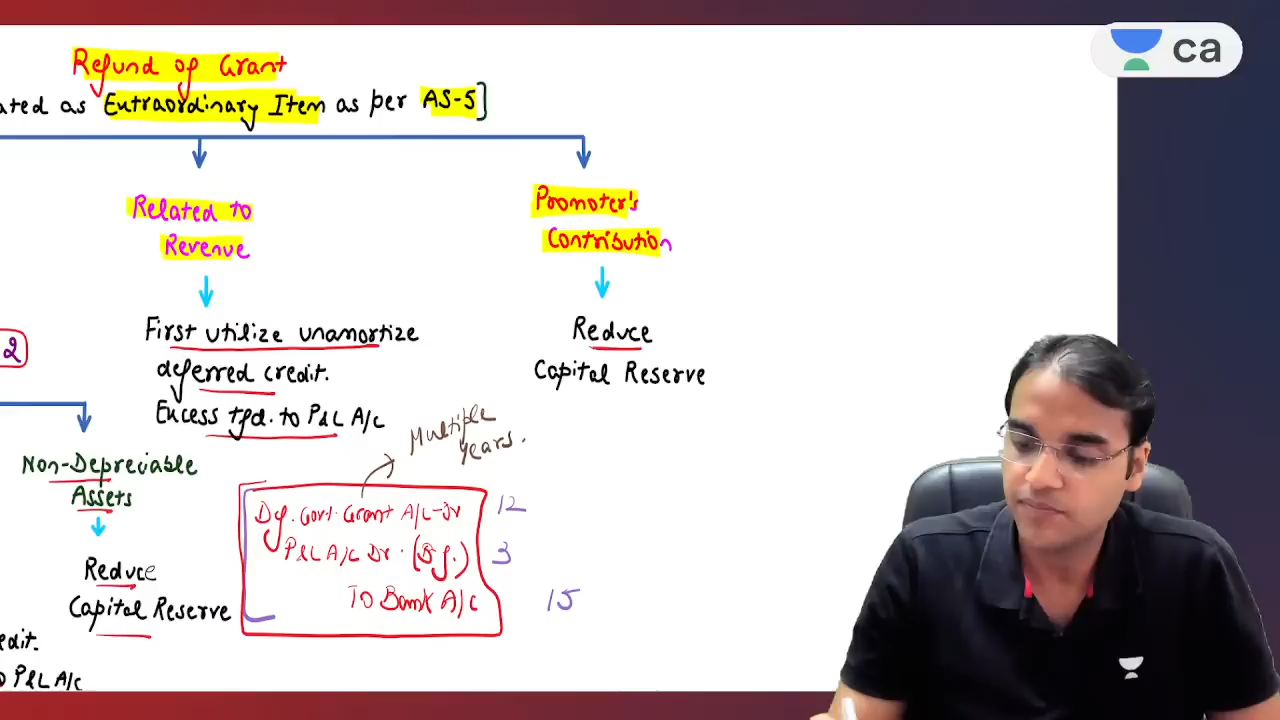 ca
Refund of Grant
ated as Extraordinary Item as per AS-5]
Related to
Revenue
Promoter's
Contribution
2
First utilize unamortize
deferred credit.
Excess tfd. to P&L A/c
Reduce
Capital Reserve
Multiple
years.
Non-Depreciable
Assets
Def. Govt. Grant A/c-Dr 12
P&L A/c Dr. (Bf.) 3
To Bank A/c 15
Reduce
Capital Reserve
edit.
o P&L A/c